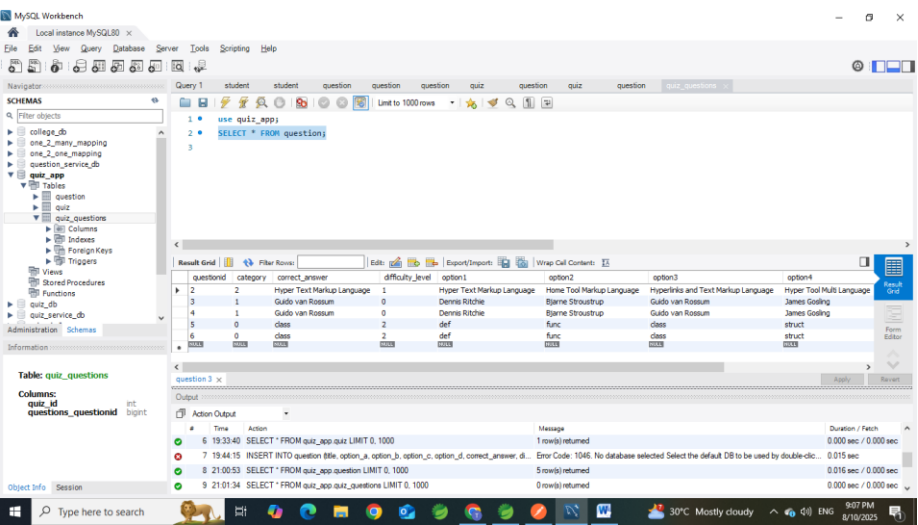 MySQL Workbench
Local instance MySQL80 ×
File Edit View Query Database Server Tools Scripting Help
Navigator
Query 1 student student question question question quiz question quiz question quiz_questions ×
SCHEMAS
Filter objects
Limit to 1000 rows
college_db
one_2_many_mapping
one_2_one_mapping
question_service_db
quiz_app
Tables
question
quiz
quiz_questions
Columns
Indexes
Foreign Keys
Triggers
Views
Stored Procedures
Functions
quiz_db
quiz_service_db
Administration Schemas
Information
Table: quiz_questions
Columns:
quiz_id int
questions_questionid bigint
Object Info Session
1 use quiz_app;
2 SELECT * FROM question;
3
Result Grid Filter Rows: Edit: Export/Import: Wrap Cell Content:
questionid category correct_answer difficulty_level option1 option2 option3 option4
2 2 Hyper Text Markup Language 1 Hyper Text Markup Language Home Tool Markup Language Hyperlinks and Text Markup Language Hyper Tool Multi Language
3 1 Guido van Rossum 0 Dennis Ritchie Bjarne Stroustrup Guido van Rossum James Gosling
4 1 Guido van Rossum 0 Dennis Ritchie Bjarne Stroustrup Guido van Rossum James Gosling
5 0 class 2 def func class struct
6 0 class 2 def func class struct
NULL NULL NULL NULL NULL NULL NULL NULL
Result Grid
Form Editor
question 3 ×
Apply Revert
Output
Action Output
# Time Action Message Duration / Fetch
6 19:33:40 SELECT * FROM quiz_app.quiz LIMIT 0, 1000 1 row(s) returned 0.000 sec / 0.000 sec
7 19:44:15 INSERT INTO question (title, option_a, option_b, option_c, option_d, correct_answer, di... Error Code: 1046. No database selected Select the default DB to be used by double-clic... 0.015 sec
8 21:00:53 SELECT * FROM quiz_app.question LIMIT 0, 1000 5 row(s) returned 0.016 sec / 0.000 sec
9 21:01:34 SELECT * FROM quiz_app.quiz_questions LIMIT 0, 1000 0 row(s) returned 0.000 sec / 0.000 sec
Type here to search
30°C Mostly cloudy
ENG
9:07 PM
8/10/2025